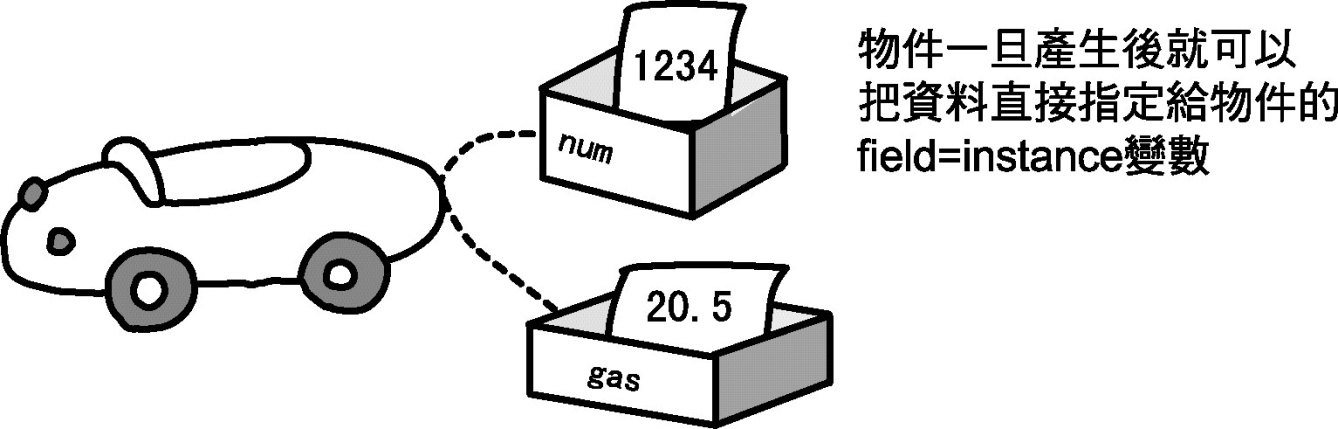 1234
num
20.5
gas
物件一旦產生後就可以
把資料直接指定給物件的
field=instance變數